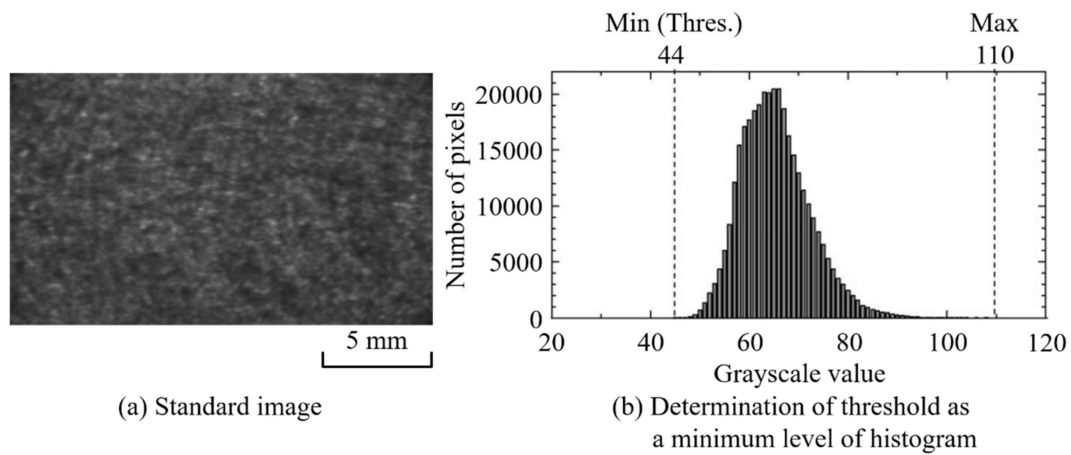 Min (Thres.)
44
Max
110
Number of pixels
20000
15000
10000
5000
0
20
40
60
80
100
120
Grayscale value
5 mm
(a) Standard image
(b) Determination of threshold as
a minimum level of histogram